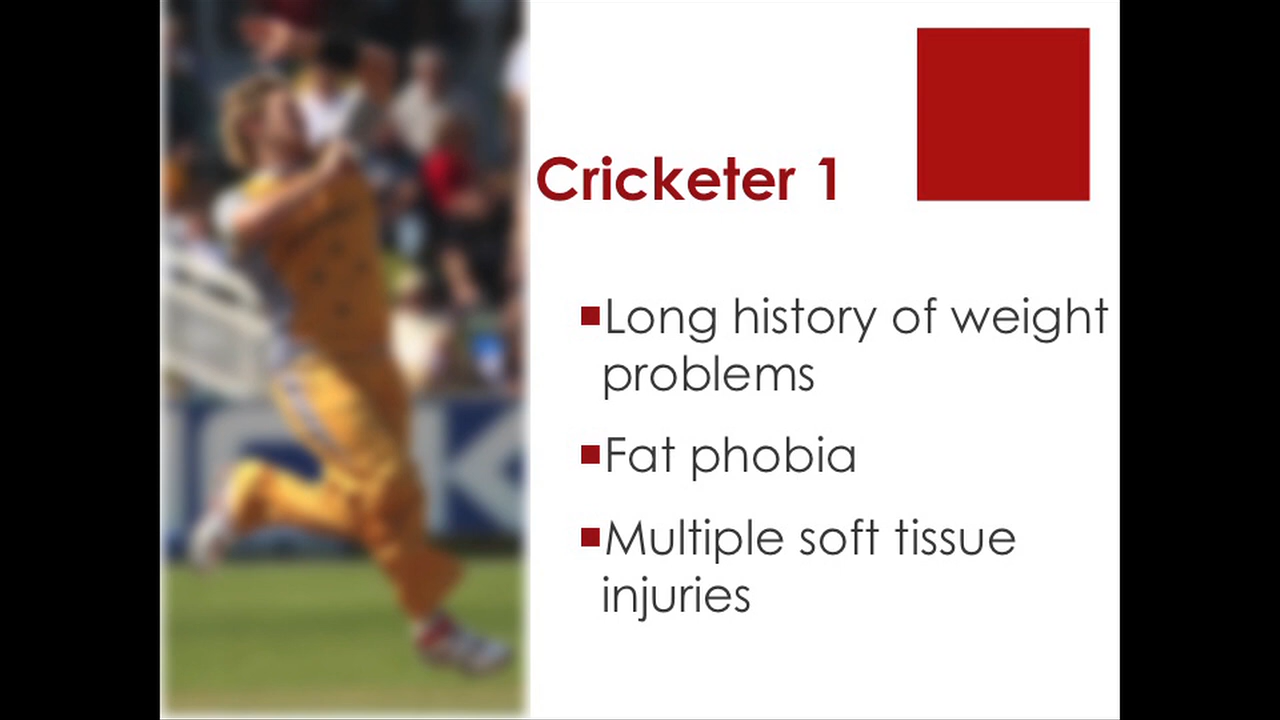 Cricketer 1
Long history of weight
problems
Fat phobia
Multiple soft tissue
injuries